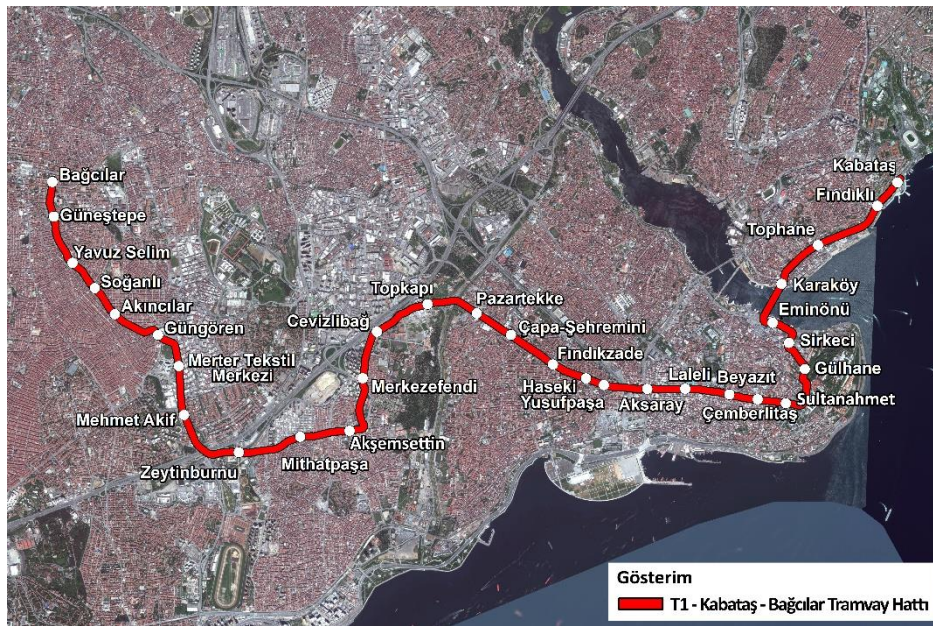 Bağcılar
Güneştepe
Yavuz Selim
Soğanlı
Akıncılar
Güngören
Merter Tekstil
Merkezi
Mehmet Akif
Zeytinburnu
Mithatpaşa
Akşemsettin
Merkezefendi
Cevizlibağ
Topkapı
Pazartekke
Çapa-Şehremini
Fındıkzade
Haseki
Yusufpaşa
Aksaray
Laleli
Beyazıt
Çemberlitaş
Sultanahmet
Gülhane
Sirkeci
Eminönü
Karaköy
Tophane
Fındıklı
Kabataş
Gösterim
T1 - Kabataş - Bağcılar Tramvay Hattı